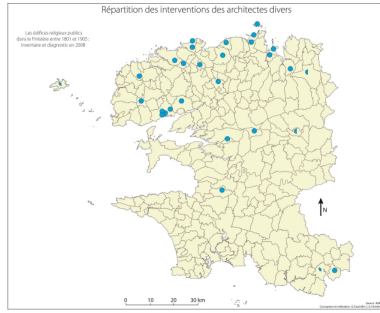 Répartition des interventions des architectes divers
Les édifices religieux publics
dans le Finistère entre 1801 et 1905 :
inventaire et diagnostic en 2008
N
0 10 20 30 km